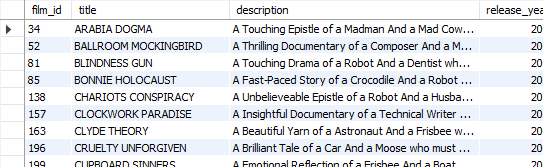 film_id title description release_yea
34 ARABIA DOGMA A Touching Epistle of a Madman And a Mad Cow... 20
52 BALLROOM MOCKINGBIRD A Thrilling Documentary of a Composer And a M... 20
81 BLINDNESS GUN A Touching Drama of a Robot And a Dentist wh... 20
85 BONNIE HOLOCAUST A Fast-Paced Story of a Crocodile And a Robot ... 20
138 CHARIOTS CONSPIRACY A Unbelieveable Epistle of a Robot And a Husba... 20
157 CLOCKWORK PARADISE A Insightful Documentary of a Technical Writer ... 20
163 CLYDE THEORY A Beautiful Yarn of a Astronaut And a Frisbee w... 20
196 CRUELTY UNFORGIVEN A Brilliant Tale of a Car And a Moose who must ... 20
199 CUPBOARD SINNERS A Emotional Reflection of a Frisbee And a Boat 20